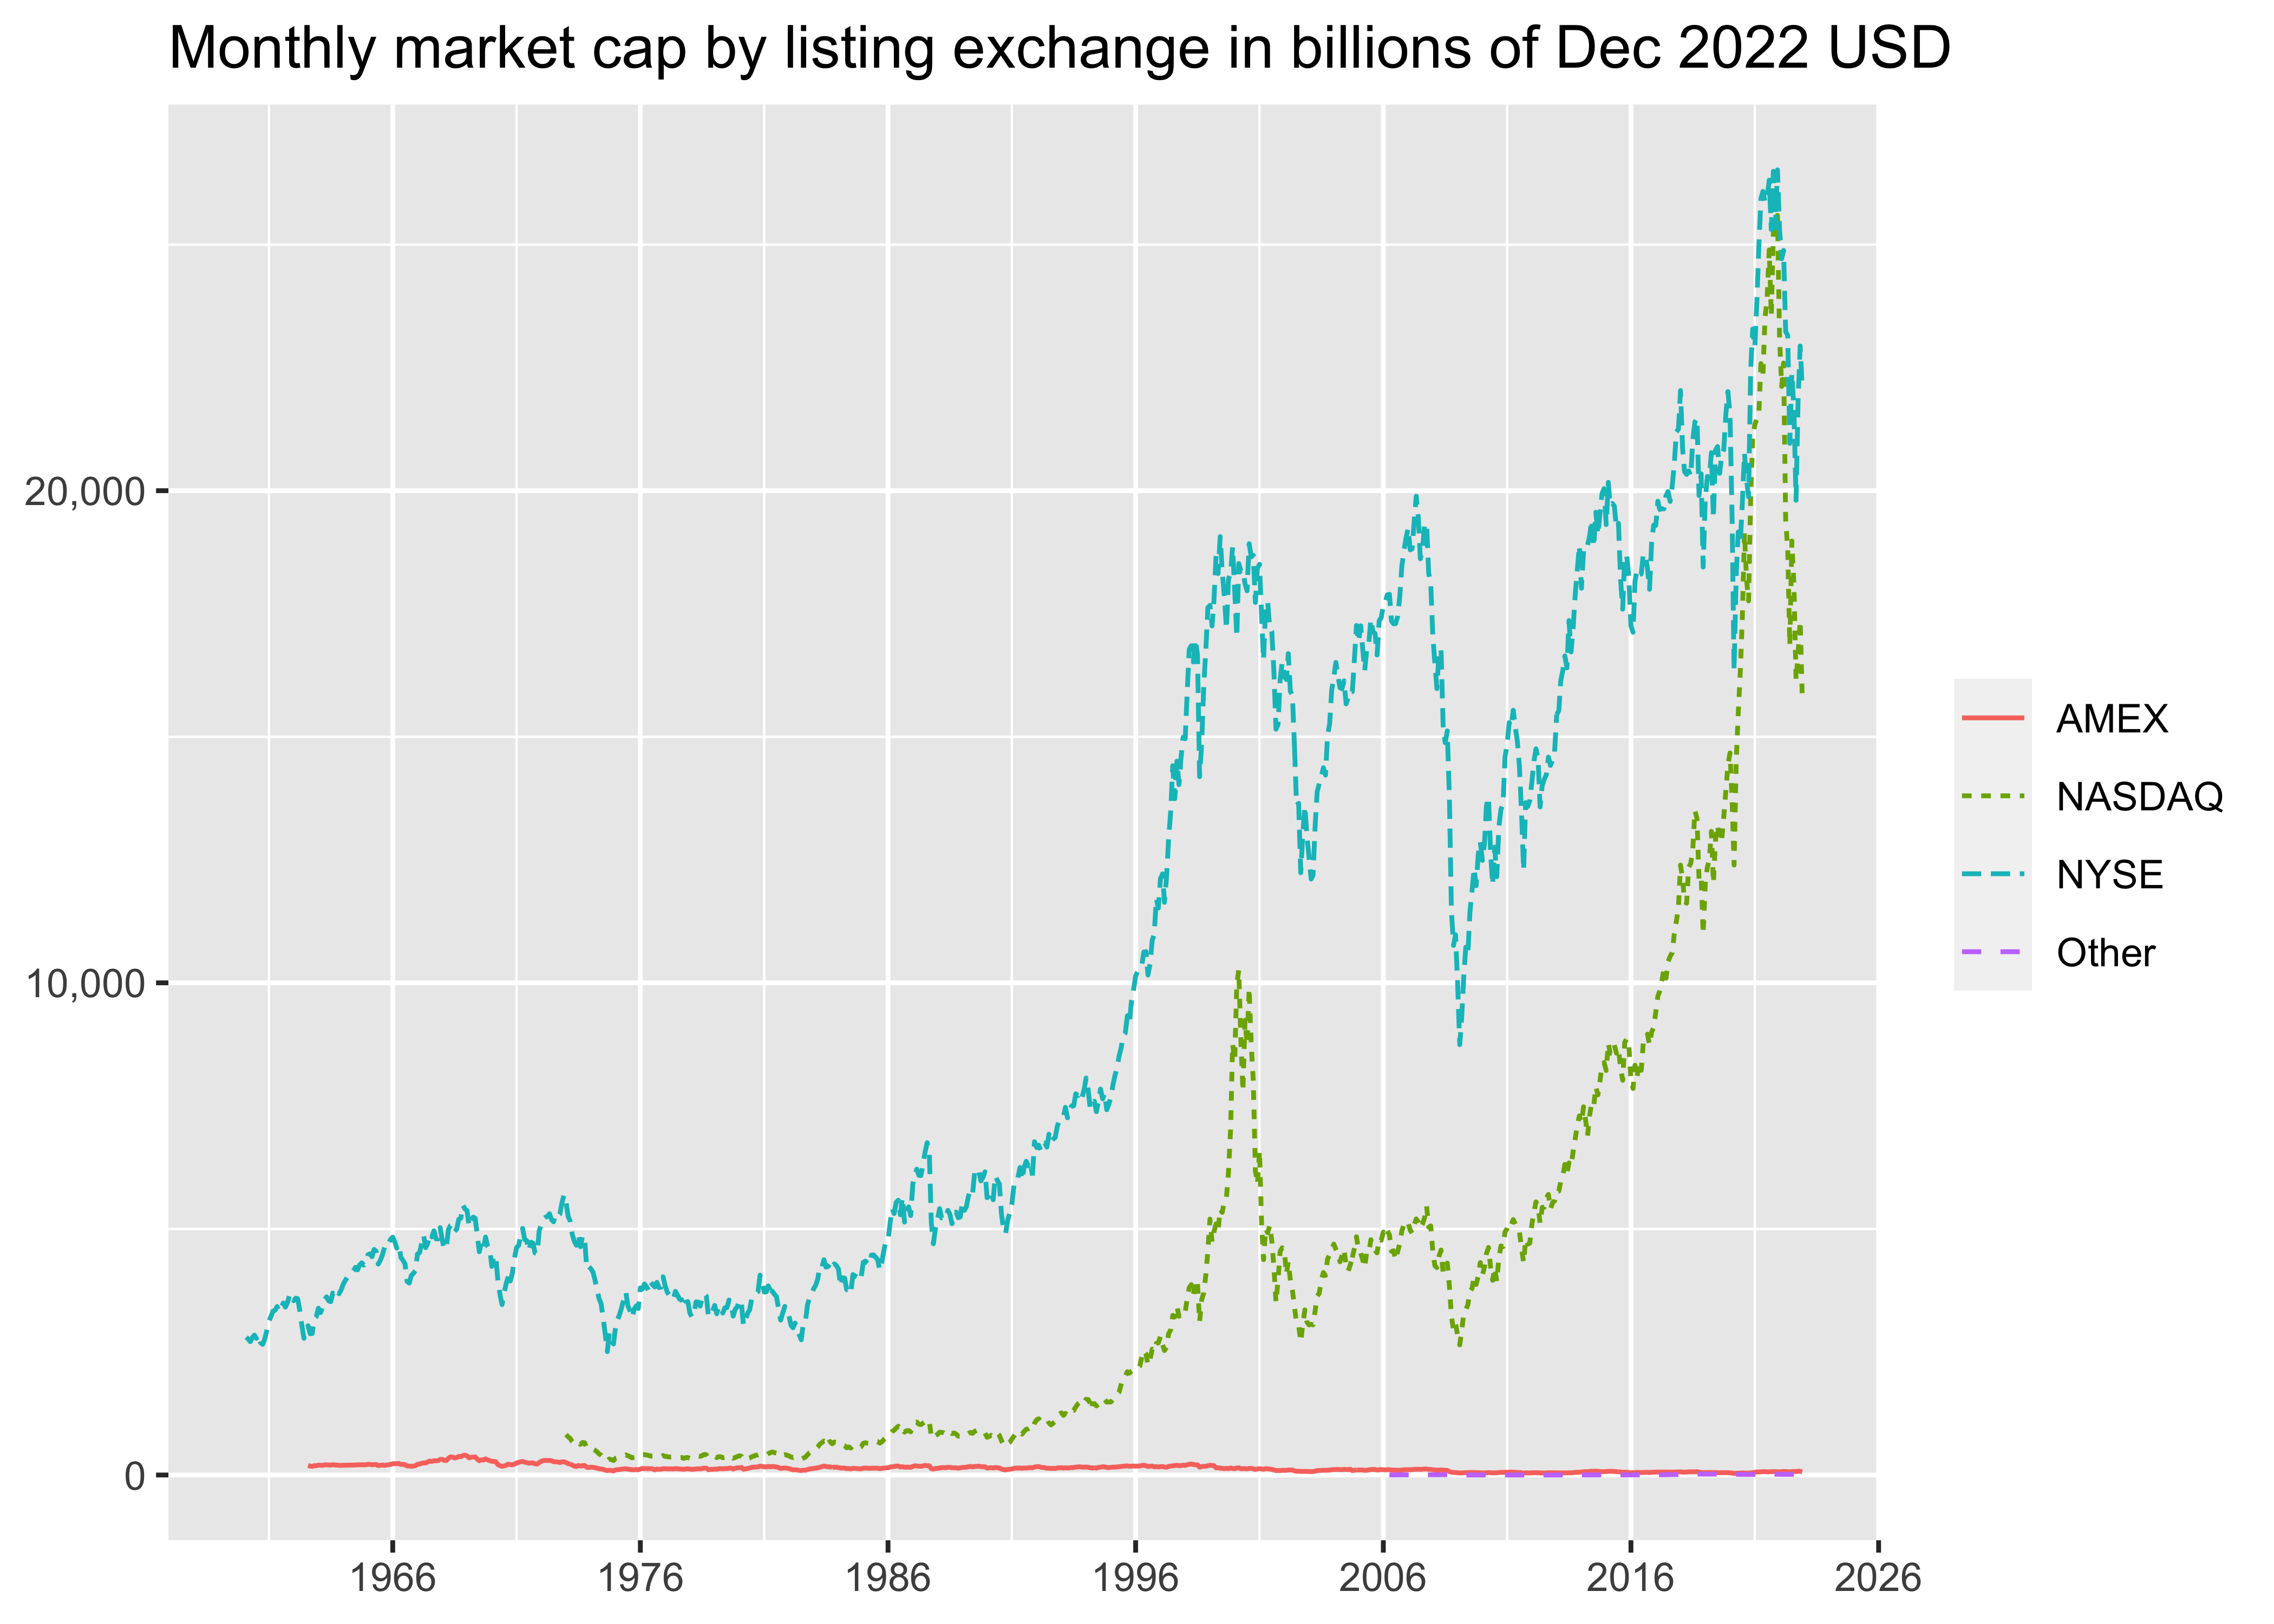 Monthly market cap by listing exchange in billions of Dec 2022 USD
20,000
10,000
0
1966 1976 1986 1996 2006 2016 2026
AMEX
NASDAQ
NYSE
Other